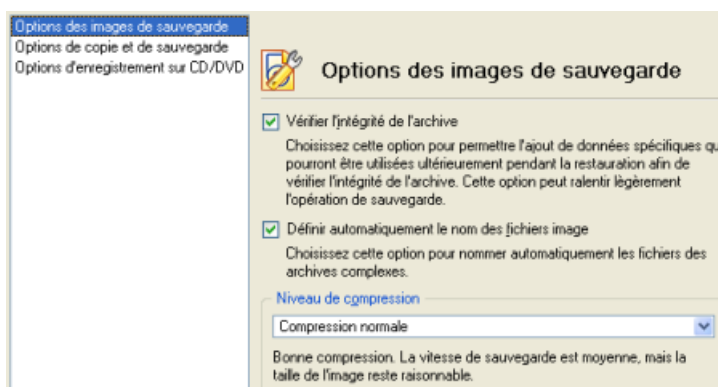 Options des images de sauvegarde
Options de copie et de sauvegarde
Options d'enregistrement sur CD/DVD
Options des images de sauvegarde
Vérifier l'intégrité de l'archive
Choisissez cette option pour permettre l'ajout de données spécifiques qu
pourront être utilisées ultérieurement pendant la restauration afin de
vérifier l'intégrité de l'archive. Cette option peut ralentir lègèrement
l'opération de sauvegarde.
Définir automatiquement le nom des fichiers image
Choisissez cette option pour nommer automatiquement les fichiers des
archives complexes.
Niveau de compression
Compression normale
Bonne compression. La vitesse de sauvegarde est moyenne, mais la
taille de l'image reste raisonnable.